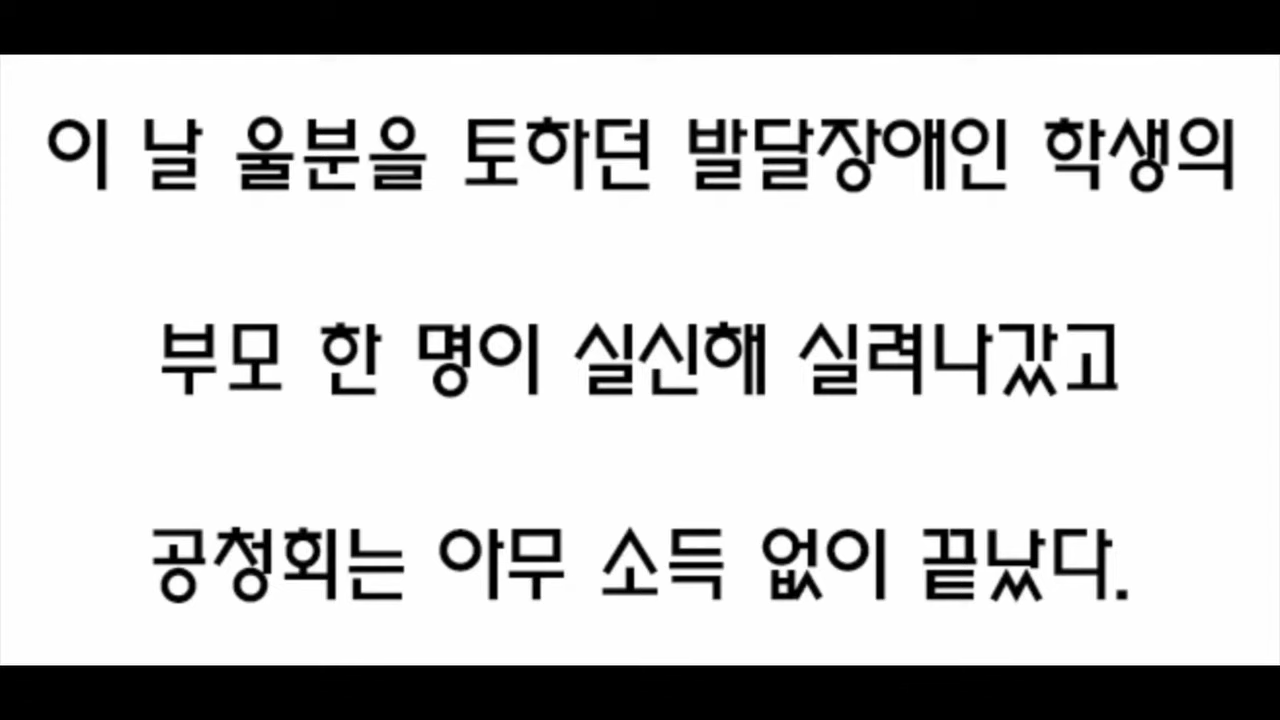 이 날 울분을 토하던 발달장애인 학생의
부모 한 명이 실신해 실려나갔고
공청회는 아무 소득 없이 끝났다.